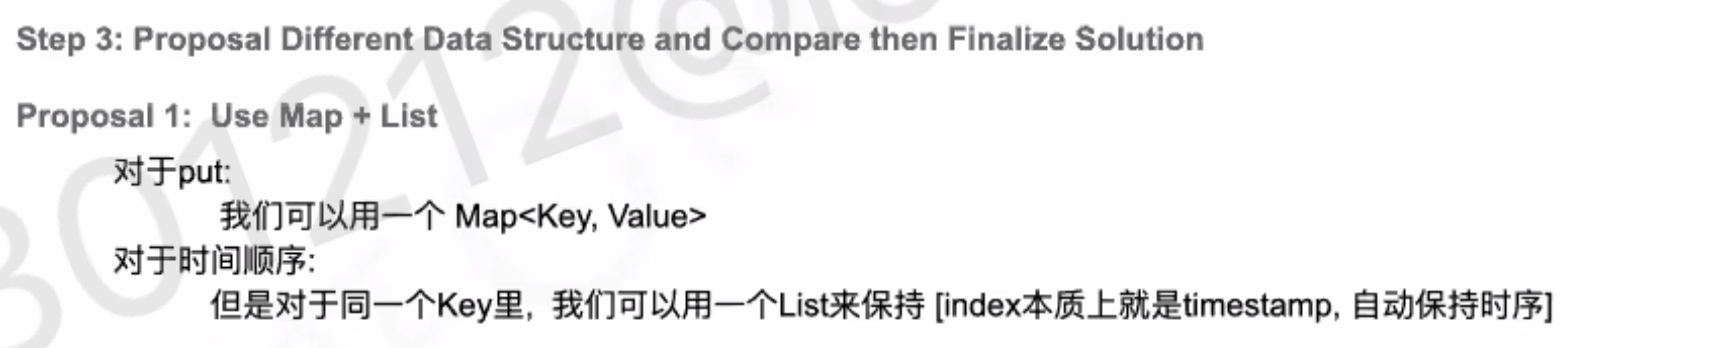 Step 3: Proposal Different Data Structure and Compare then Finalize Solution
Proposal 1: Use Map + List
对于put:
我们可以用一个 Map<Key, Value>
对于时间顺序:
但是对于同一个Key里, 我们可以用一个List来保持 [index本质上就是timestamp, 自动保持时序]